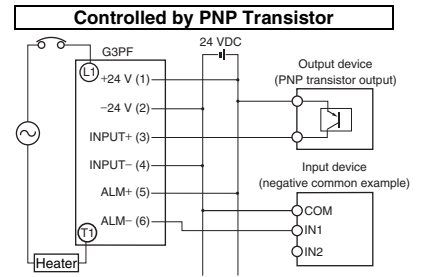 Controlled by PNP Transistor
24 VDC
G3PF
L1
+24 V (1)
−24 V (2)
INPUT+ (3)
INPUT− (4)
ALM+ (5)
ALM− (6)
T1
Heater
Output device
(PNP transistor output)
Input device
(negative common example)
COM
IN1
IN2